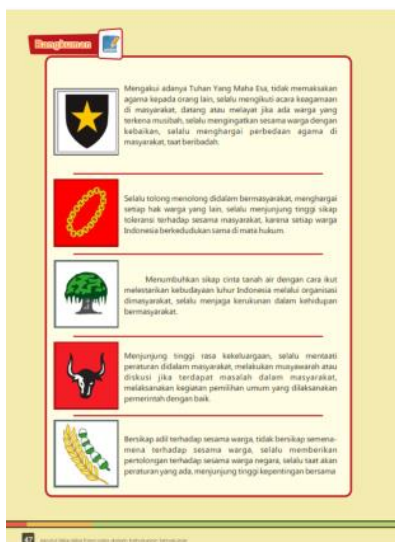 Rangkuman
Mengakui adanya Tuhan Yang Maha Esa, tidak memaksakan
agama kepada orang lain, selalu mengikuti acara keagamaan
di masyarakat, datang atau melayat jika ada warga yang
terkena musibah, selalu mengingatkan sesama warga dengan
kebaikan, selalu menghargai perbedaan agama di
masyarakat, taat beribadah.
Selalu tolong menolong didalam bermasyarakat, menghargai
setiap hak warga yang lain, selalu menjunjung tinggi sikap
toleransi terhadap sesama masyarakat, karena setiap warga
Indonesia berkedudukan sama di mata hukum.
Menumbuhkan sikap cinta tanah air dengan cara ikut
melestarikan kebudayaan luhur Indonesia melalui organisasi
dimasyarakat, selalu menjaga kerukunan dalam kehidupan
bermasyarakat.
Menjunjung tinggi rasa kekeluargaan, selalu mentaati
peraturan didalam masyarakat, melakukan musyawarah atau
diskusi jika terdapat masalah dalam masyarakat,
melaksanakan kegiatan pemilihan umum yang dilaksanakan
pemerintah dengan baik.
Bersikap adil terhadap sesama warga, tidak bersikap semena-
mena terhadap sesama warga, selalu memberikan
pertolongan terhadap sesama warga negara, selalu taat akan
peraturan yang ada, menjunjung tinggi kepentingan bersama
47